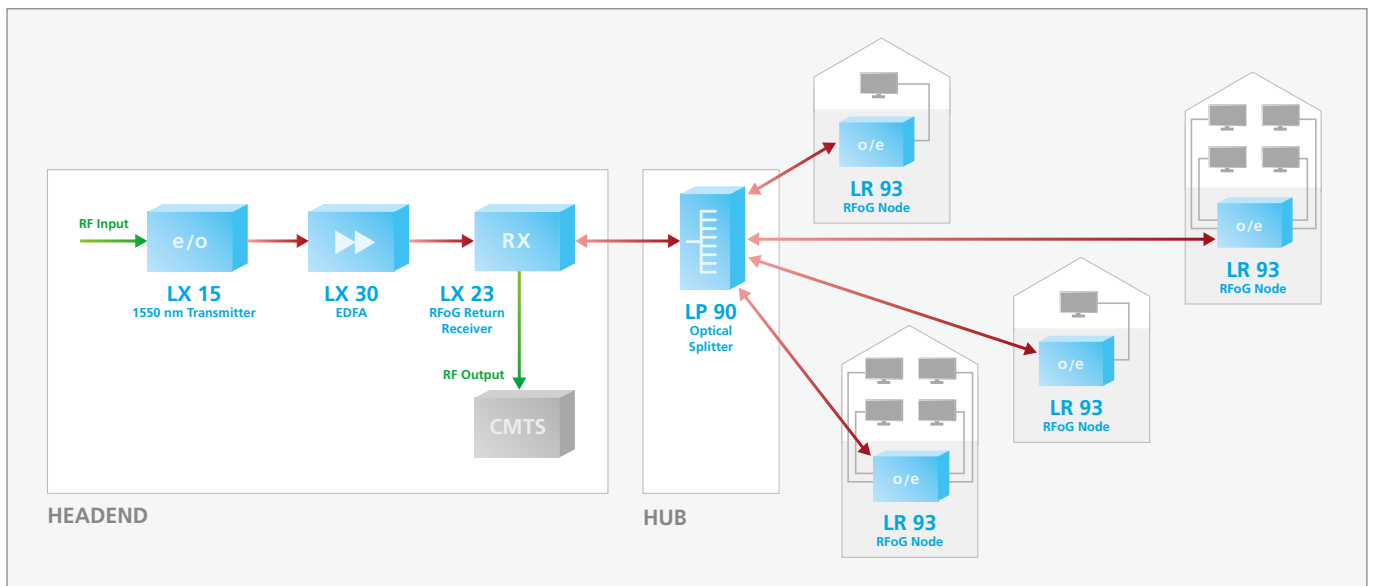 RF Input
e/o
LX 15
1550 nm Transmitter
LX 30
EDFA
RX
LX 23
RFoG Return
Receiver
RF Output
CMTS
HEADEND
LP 90
Optical
Splitter
HUB
o/e
LR 93
RFoG Node
o/e
LR 93
RFoG Node
o/e
LR 93
RFoG Node
o/e
LR 93
RFoG Node